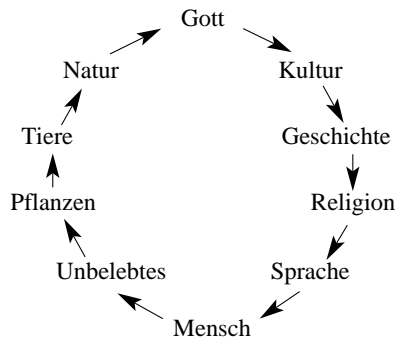 Gott
Natur
Kultur
Tiere
Geschichte
Pflanzen
Religion
Unbelebtes
Sprache
Mensch